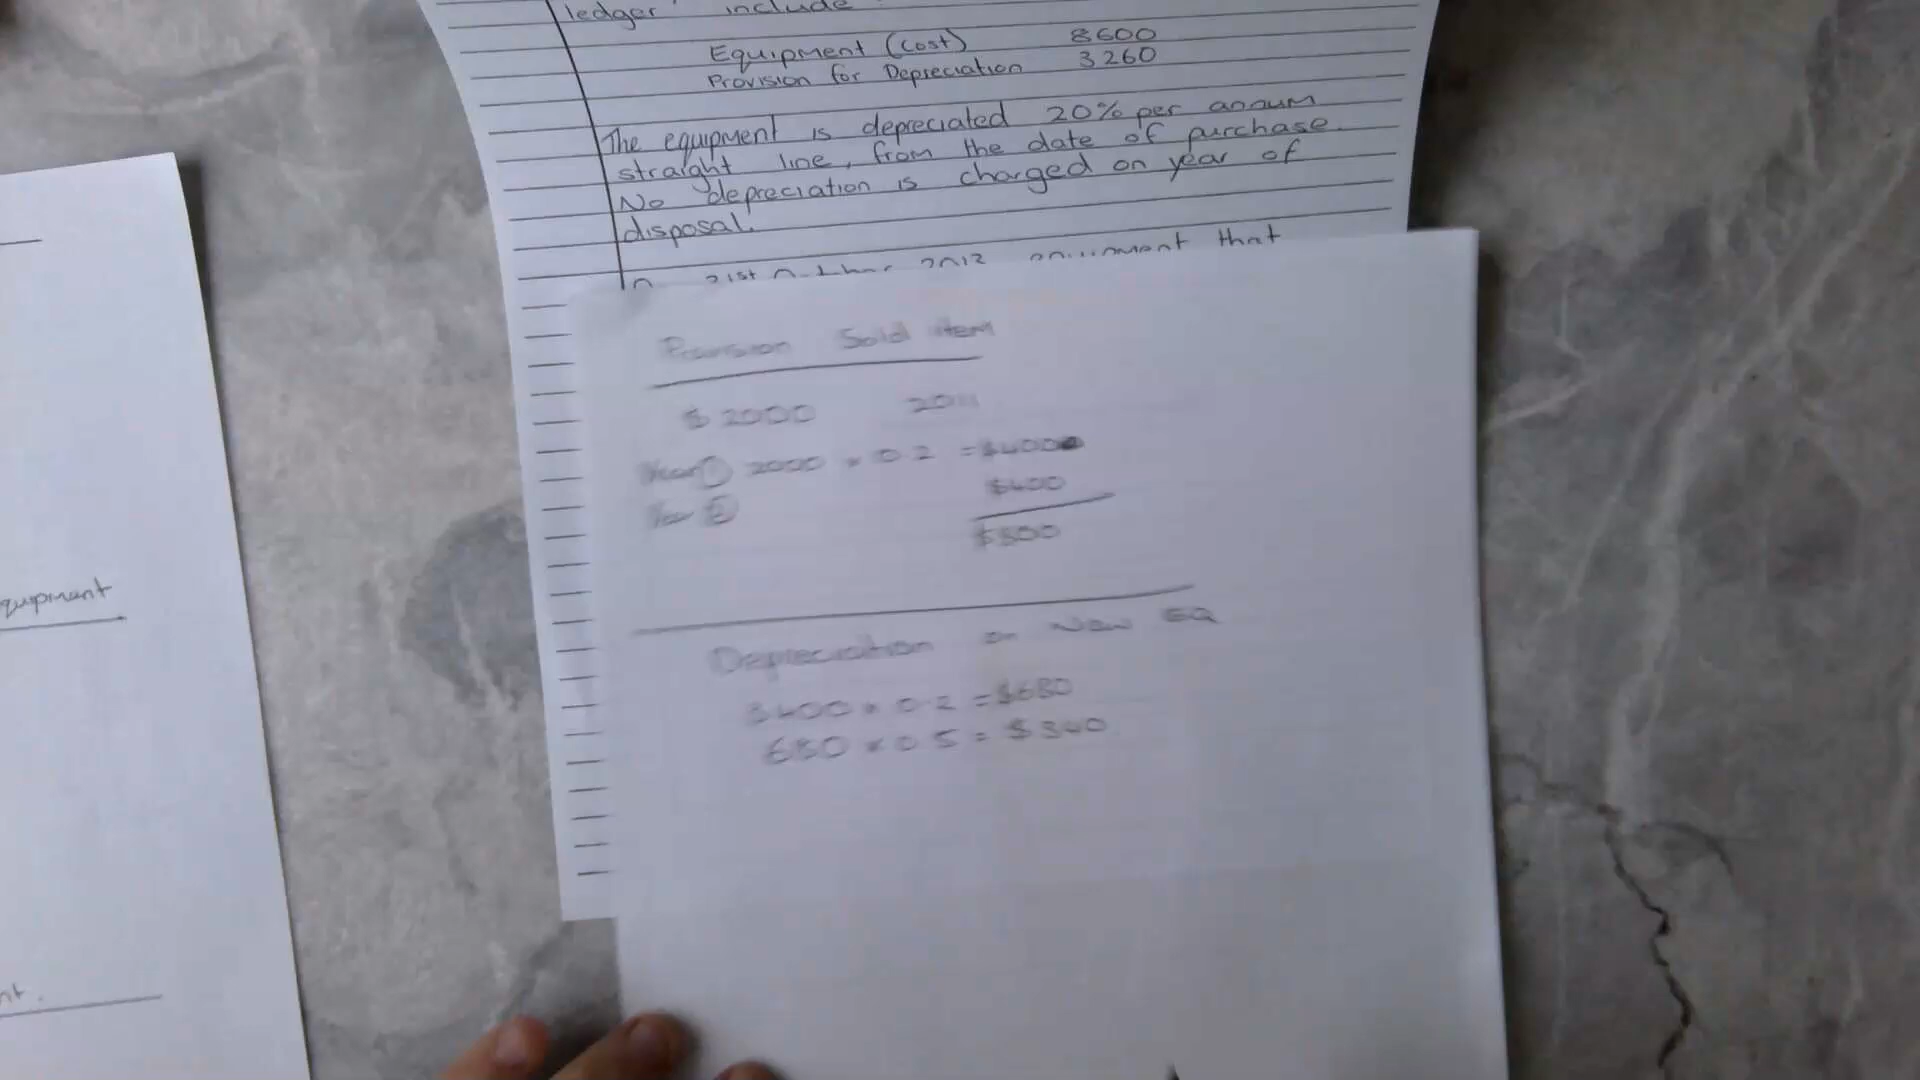 ledger' include
Equipment (cost) 8600
Provision for Depreciation 3260
The equipment is depreciated 20% per annum
straight line, from the date of purchase.
No depreciation is charged on year of
disposal.
2012 equipment that
Provision Sold item
$ 2000 2011
Year ① 2000 × 0.2 = $400
Year ② $400
$800
Depreciation on New EQ
3400 × 0.2 = $680
680 × 0.5 = $340
quipment
nt.